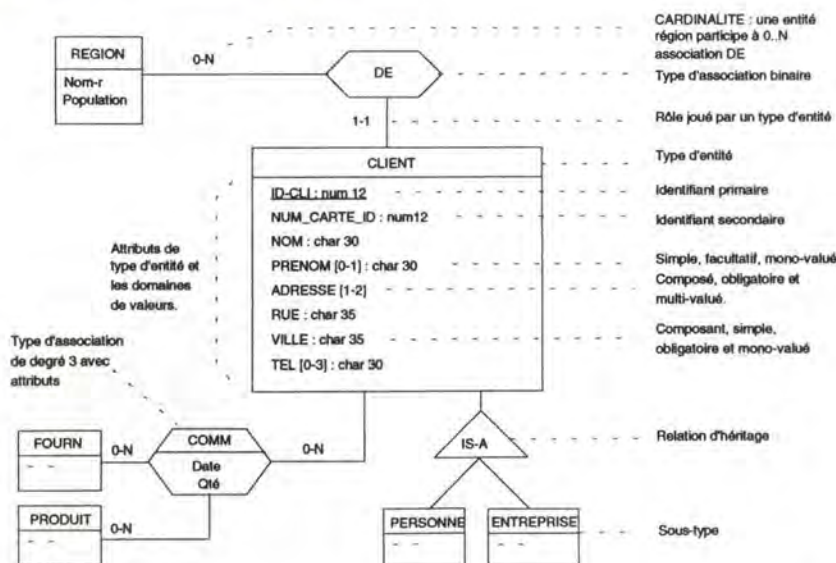 CARDINALITE : une entité
région participe à 0..N
association DE
REGION
0-N
Nom-r
Population
DE
Type d'association binaire
1-1
Rôle joué par un type d'entité
CLIENT
Type d'entité
ID-CLI : num 12
Identifiant primaire
NUM_CARTE_ID : num12
Identifiant secondaire
NOM : char 30
Attributs de
type d'entité et
les domaines
de valeurs.
PRENOM [0-1] : char 30
Simple, facultatif, mono-valué
ADRESSE [1-2]
Composé, obligatoire et
multi-valué.
RUE : char 35
VILLE : char 35
Composant, simple,
obligatoire et mono-valué
TEL [0-3] : char 30
Type d'association
de degré 3 avec
attributs
FOURN
0-N
COMM
0-N
Date
Qté
IS-A
Relation d'héritage
PRODUIT
0-N
PERSONNE
ENTREPRISE
Sous-type